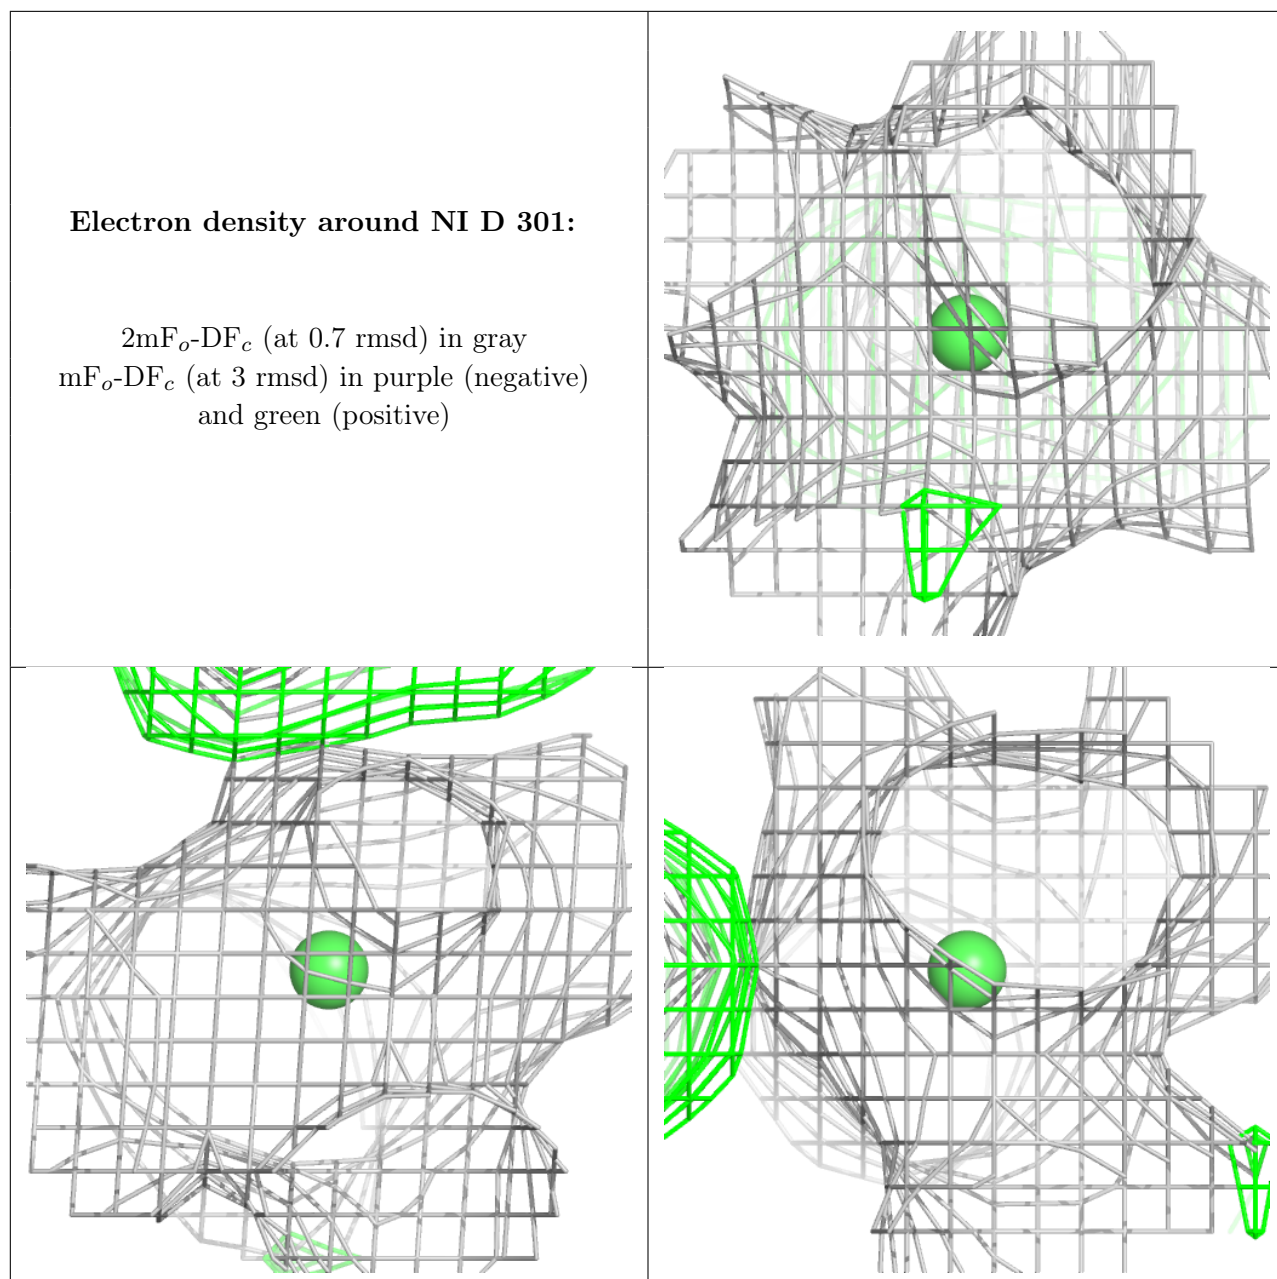 Electron density around NI D 301:
2mFo-DFc (at 0.7 rmsd) in gray
mFo-DFc (at 3 rmsd) in purple (negative)
and green (positive)